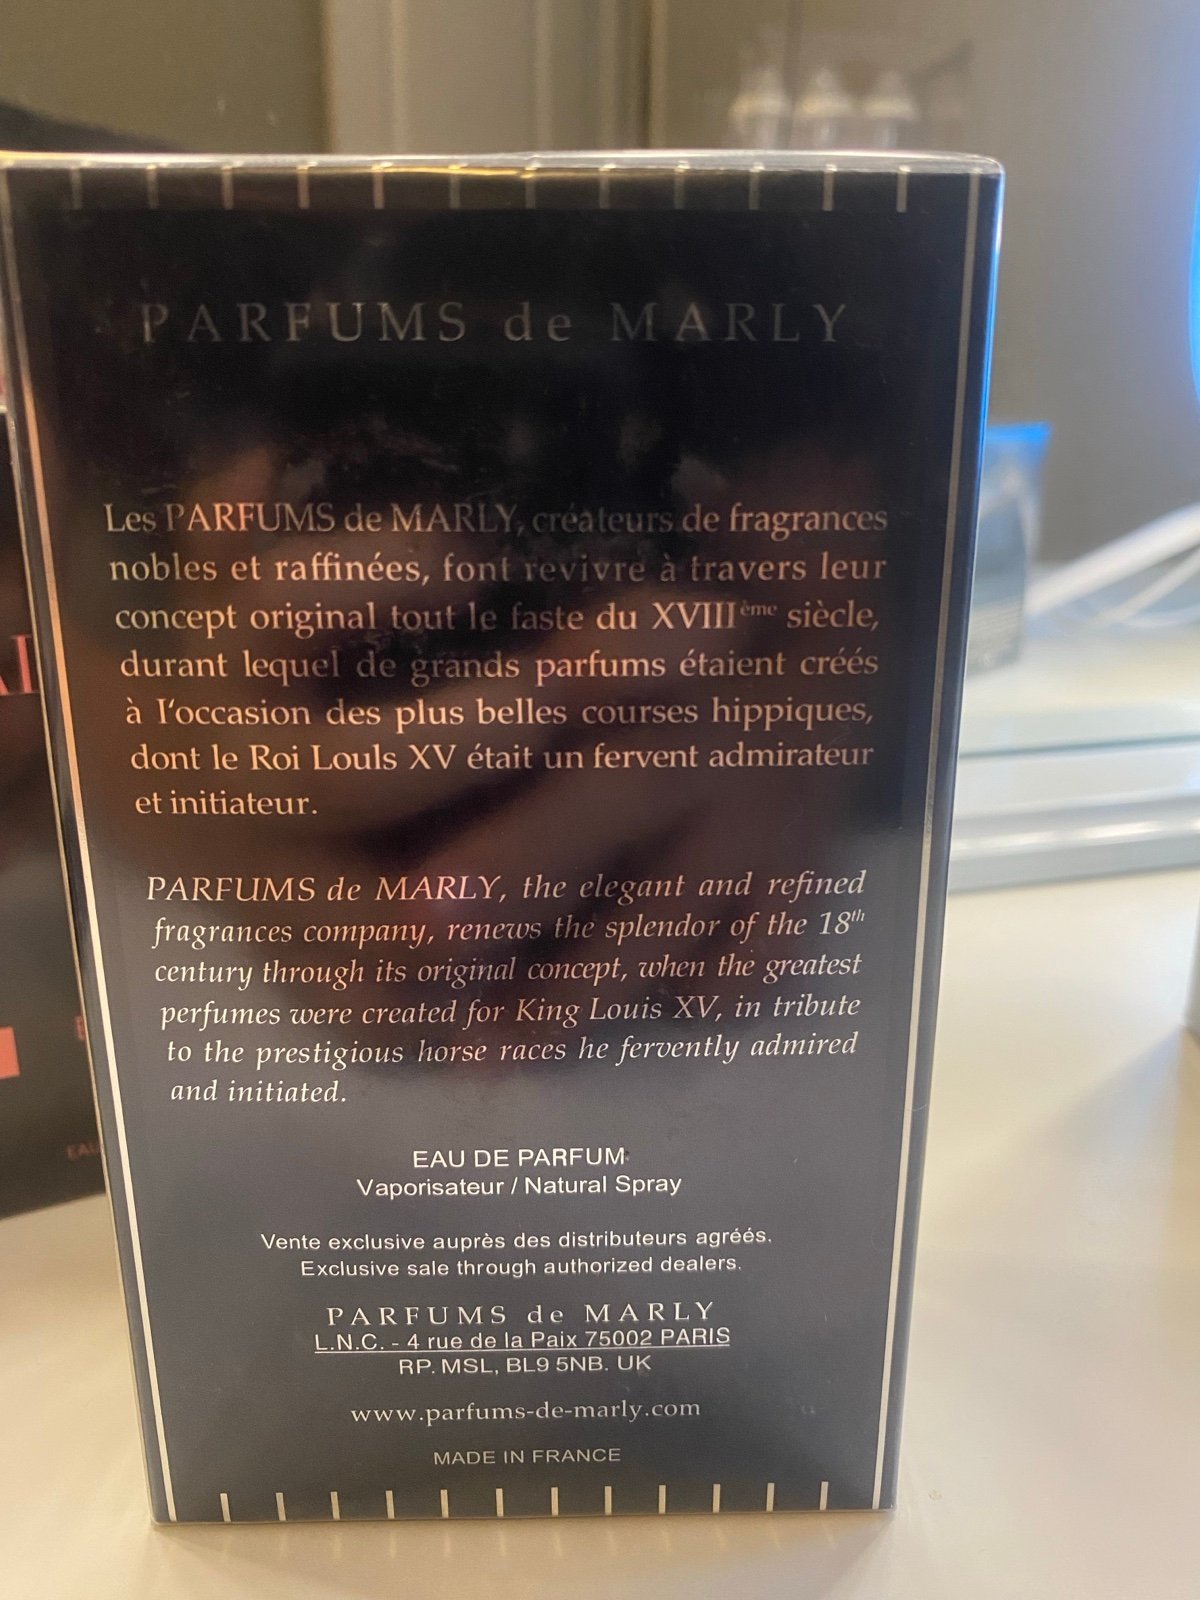 PARFUMS de MARLY
Les PARFUMS de MARLY, créateurs de fragrances
nobles et raffinées, font revivre à travers leur
concept original tout le faste du XVIIIème siècle,
durant lequel de grands parfums étaient créés
à I'occasion des plus belles courses hippiques,
dont le Roi Louls XV était un fervent admirateur
et initiateur.
PARFUMS de MARLY, the elegant and refined
fragrances company, renews the splendor of the 18th
century through its original concept, when the greatest
perfumes were created for King Louis XV, in tribute
to the prestigious horse races he fervently admired
and initiated.
EAU DE PARFUM
Vaporisateur / Natural Spray
Vente exclusive auprès des distributeurs agréés.
Exclusive sale through authorized dealers.
PARFUMS de MARLY
L.N.C. - 4 rue de la Paix 75002 PARIS
RP. MSL, BL9 5NB. UK
www.parfums-de-marly.com
MADE IN FRANCE
EAU